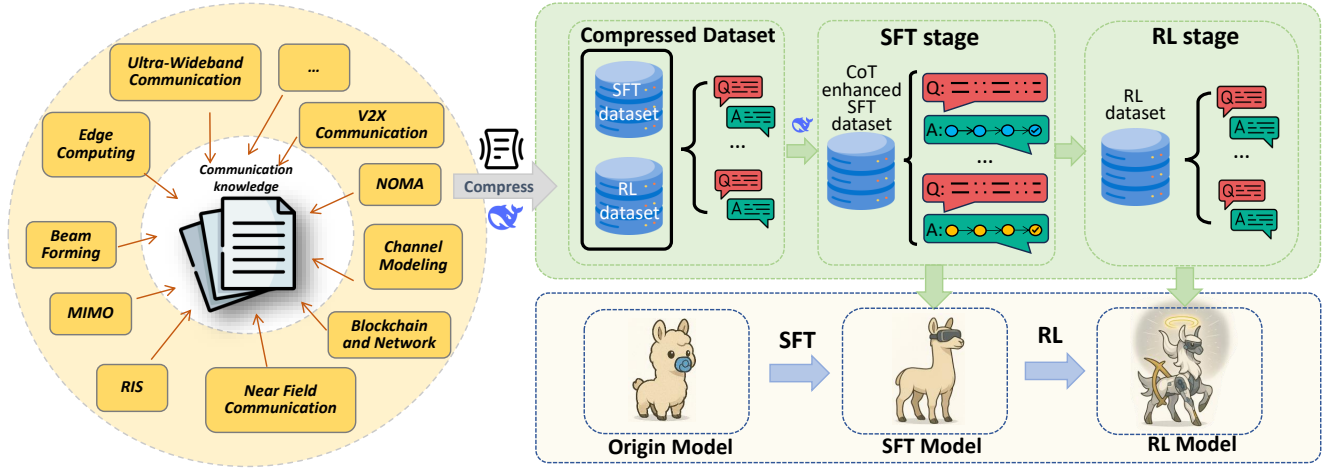 Ultra-Wideband
Communication
...
V2X
Communication
Edge
Computing
Communication
knowledge
NOMA
Beam
Forming
Channel
Modeling
MIMO
Blockchain
and Network
RIS
Near Field
Communication
Compress
Compressed Dataset
SFT
dataset
RL
dataset
Q
A
...
Q
A
SFT stage
CoT
enhanced
SFT
dataset
Q:
A:
...
Q:
A:
RL stage
RL
dataset
Q
A
...
Q
A
SFT
RL
Origin Model
SFT Model
RL Model